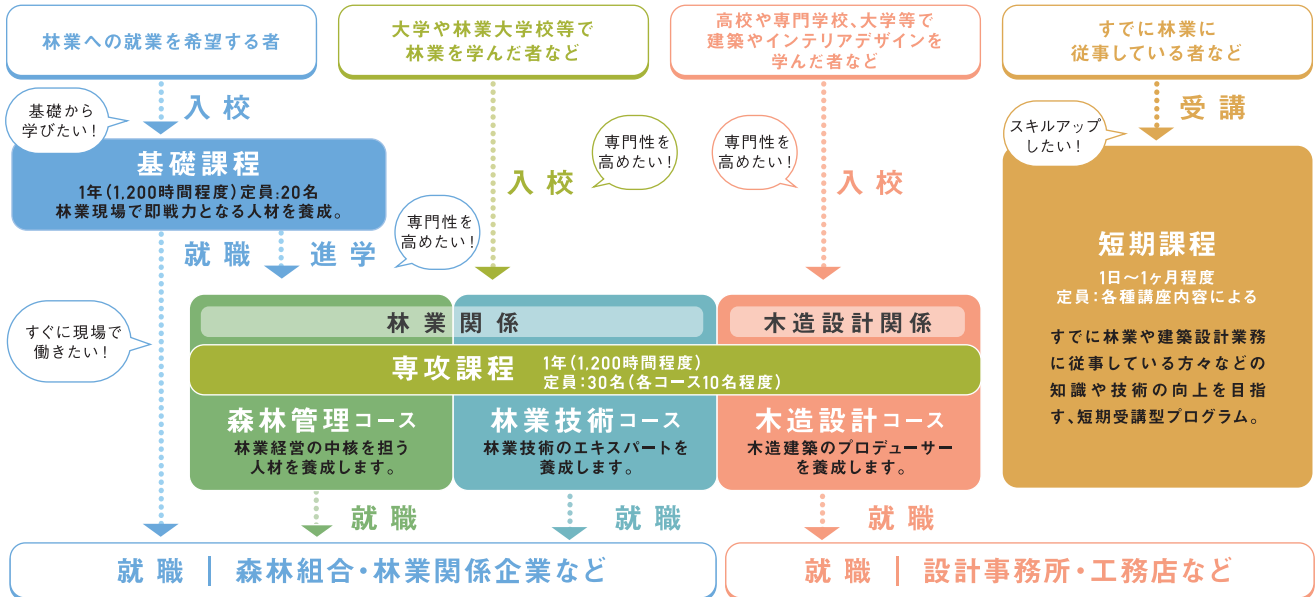 林業への就業を希望する者
大学や林業大学校等で
林業を学んだ者など
高校や専門学校、大学等で
建築やインテリアデザインを
学んだ者など
すでに林業に
従事している者など
基礎から
学びたい!
入校
基礎課程
1年(1,200時間程度)定員:20名
林業現場で即戦力となる人材を養成。
専門性を
高めたい!
入校
専門性を
高めたい!
入校
スキルアップ
したい!
受講
就職
進学
専門性を
高めたい!
すぐに現場で
働きたい!
林業関係
木造設計関係
専攻課程
1年(1,200時間程度)
定員:30名(各コース10名程度)
森林管理コース
林業経営の中核を担う
人材を養成します。
林業技術コース
林業技術のエキスパートを
養成します。
木造設計コース
木造建築のプロデューサー
を養成します。
短期課程
1日〜1ヶ月程度
定員:各種講座内容による
すでに林業や建築設計業務
に従事している方々などの
知識や技術の向上を目指
す、短期受講型プログラム。
就職
就職
就職
就職|森林組合・林業関係企業など
就職|設計事務所・工務店など